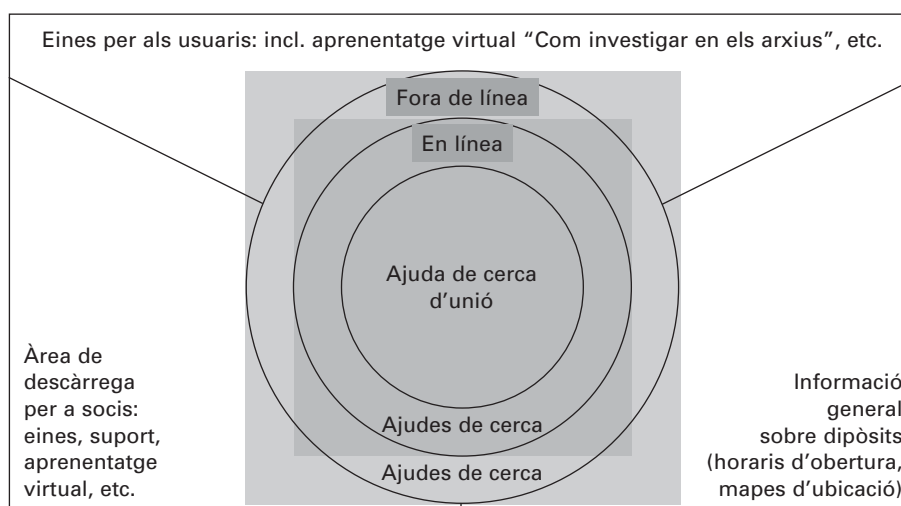 Eines per als usuaris: incl. aprenentatge virtual “Com investigar en els arxius”, etc.
Fora de línea
En línea
Ajuda de cerca
d’unió
Àrea de
descàrrega
per a socis:
eines, suport,
aprenentatge
virtual, etc.
Ajudes de cerca
Ajudes de cerca
Informació
general
sobre dipòsits
(horaris d’obertura,
mapes d’ubicació)